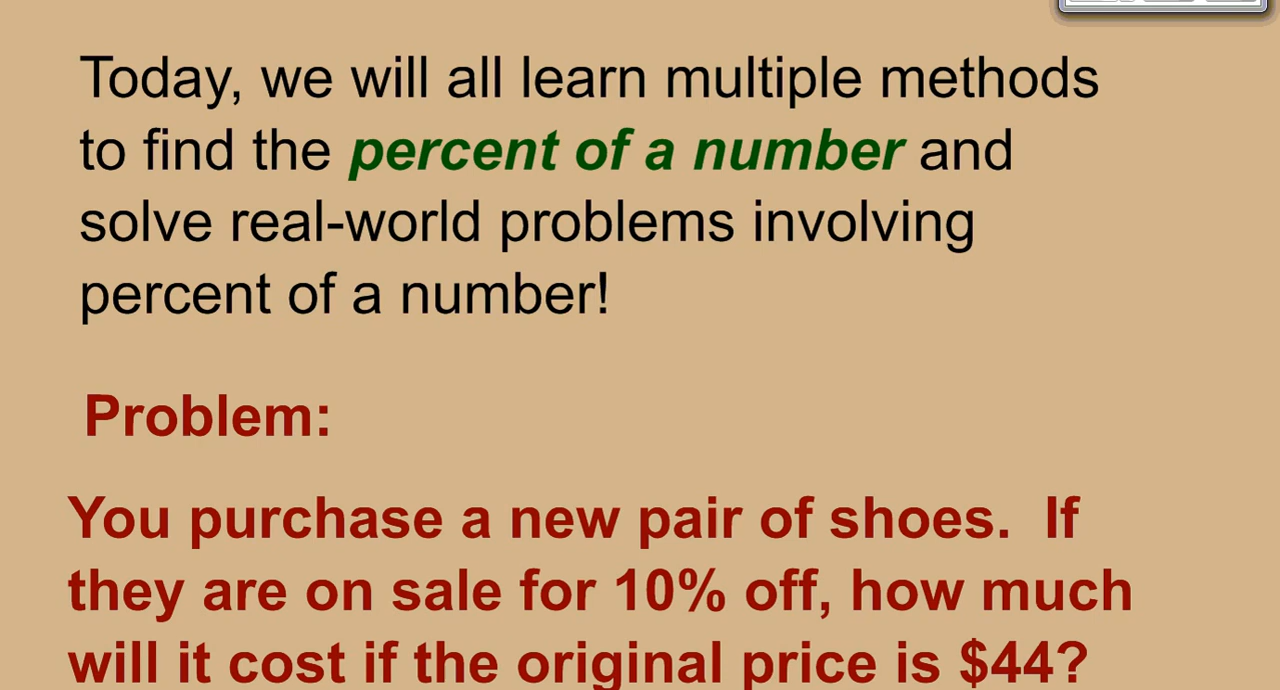 Today, we will all learn multiple methods
to find the percent of a number and
solve real-world problems involving
percent of a number!
Problem:
You purchase a new pair of shoes.  If
they are on sale for 10% off, how much
will it cost if the original price is $44?